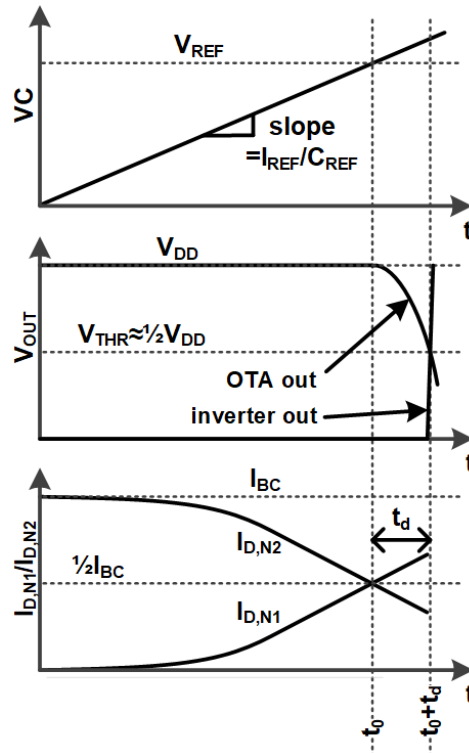 VC
V_REF
slope
=I_REF/C_REF
t
V_OUT
V_DD
V_THR≈½V_DD
OTA out
inverter out
t
I_D,N1/I_D,N2
I_BC
t_d
½I_BC
I_D,N2
I_D,N1
t
t_0
t_0+t_d